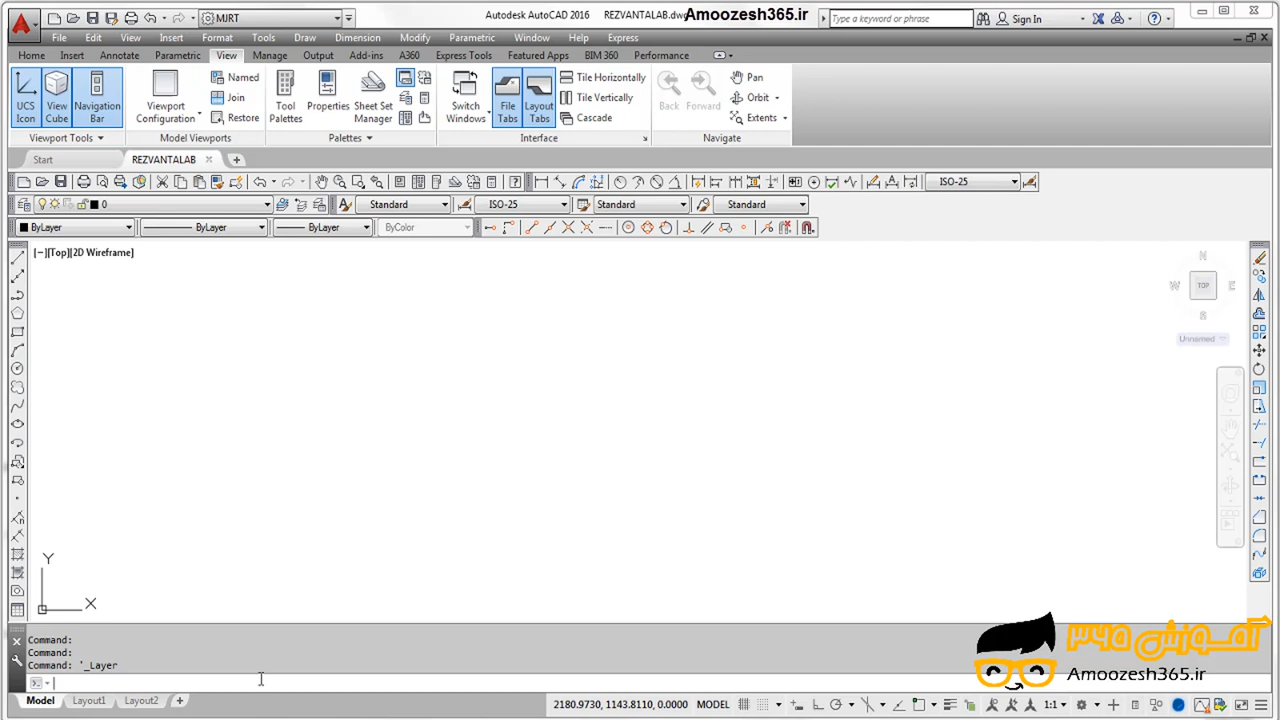 MJRT
Autodesk AutoCAD 2016 REZVANTALAB.dwg
Amoozesh365.ir
Type a keyword or phrase
Sign In
File Edit View Insert Format Tools Draw Dimension Modify Parametric Window Help Express
Home Insert Annotate Parametric View Manage Output Add-ins A360 Express Tools Featured Apps BIM 360 Performance
UCS Icon
View Cube
Navigation Bar
Viewport Tools
Viewport Configuration
Named
Join
Restore
Model Viewports
Tool Palettes
Properties
Sheet Set Manager
Palettes
Switch Windows
File Tabs
Layout Tabs
Tile Horizontally
Tile Vertically
Cascade
Interface
Back
Forward
Pan
Orbit
Extents
Navigate
Start REZVANTALAB
ISO-25
0 Standard ISO-25 Standard Standard
ByLayer ByLayer ByLayer ByColor
[−][Top][2D Wireframe]
N
W TOP E
S
Unnamed
Y
X
Command:
Command:
Command: '_Layer
Model Layout1 Layout2
2180.9730, 1143.8110, 0.0000 MODEL
1:1
آموزش ۳۶۵
Amoozesh365.ir